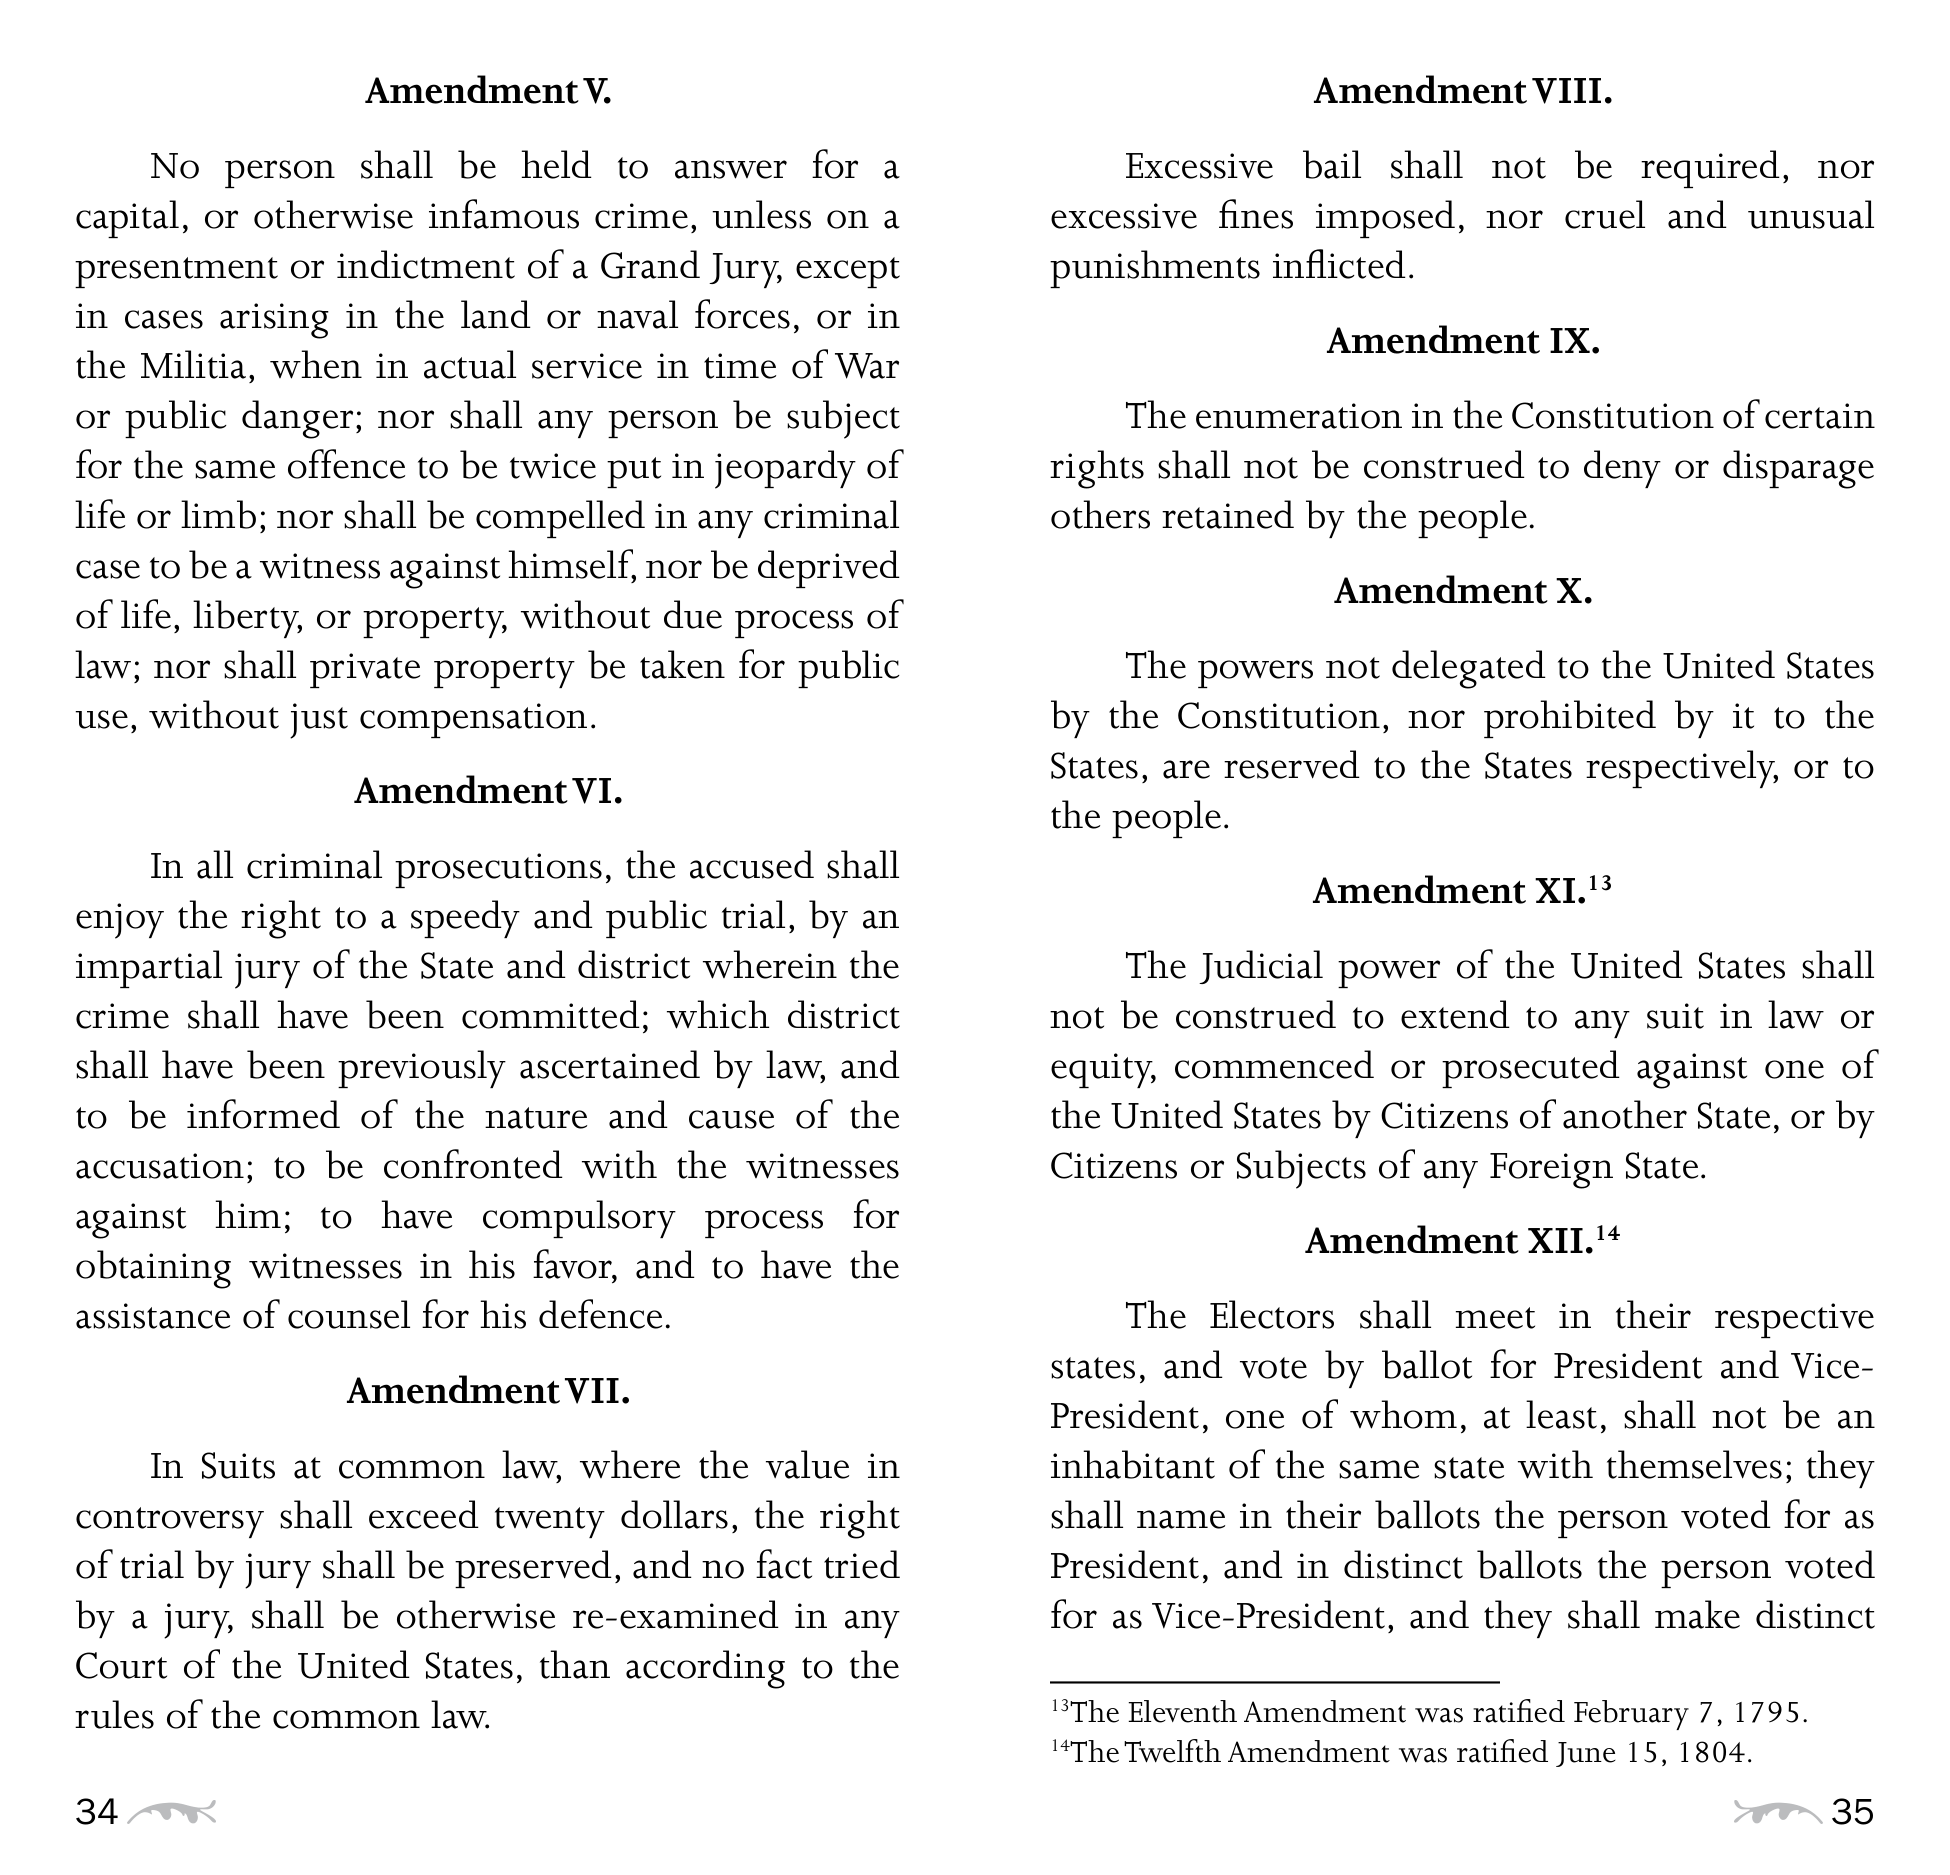 Amendment V.
No person shall be held to answer for a
capital, or otherwise infamous crime, unless on a
presentment or indictment of a Grand Jury, except
in cases arising in the land or naval forces, or in
the Militia, when in actual service in time of War
or public danger; nor shall any person be subject
for the same offence to be twice put in jeopardy of
life or limb; nor shall be compelled in any criminal
case to be a witness against himself, nor be deprived
of life, liberty, or property, without due process of
law; nor shall private property be taken for public
use, without just compensation.
Amendment VI.
In all criminal prosecutions, the accused shall
enjoy the right to a speedy and public trial, by an
impartial jury of the State and district wherein the
crime shall have been committed; which district
shall have been previously ascertained by law, and
to be informed of the nature and cause of the
accusation; to be confronted with the witnesses
against him; to have compulsory process for
obtaining witnesses in his favor, and to have the
assistance of counsel for his defence.
Amendment VII.
In Suits at common law, where the value in
controversy shall exceed twenty dollars, the right
of trial by jury shall be preserved, and no fact tried
by a jury, shall be otherwise re-examined in any
Court of the United States, than according to the
rules of the common law.
34
Amendment VIII.
Excessive bail shall not be required, nor
excessive fines imposed, nor cruel and unusual
punishments inflicted.
Amendment IX.
The enumeration in the Constitution of certain
rights shall not be construed to deny or disparage
others retained by the people.
Amendment X.
The powers not delegated to the United States
by the Constitution, nor prohibited by it to the
States, are reserved to the States respectively, or to
the people.
Amendment XI.¹³
The Judicial power of the United States shall
not be construed to extend to any suit in law or
equity, commenced or prosecuted against one of
the United States by Citizens of another State, or by
Citizens or Subjects of any Foreign State.
Amendment XII.¹⁴
The Electors shall meet in their respective
states, and vote by ballot for President and Vice-
President, one of whom, at least, shall not be an
inhabitant of the same state with themselves; they
shall name in their ballots the person voted for as
President, and in distinct ballots the person voted
for as Vice-President, and they shall make distinct
¹³The Eleventh Amendment was ratified February 7, 1795.
¹⁴The Twelfth Amendment was ratified June 15, 1804.
35